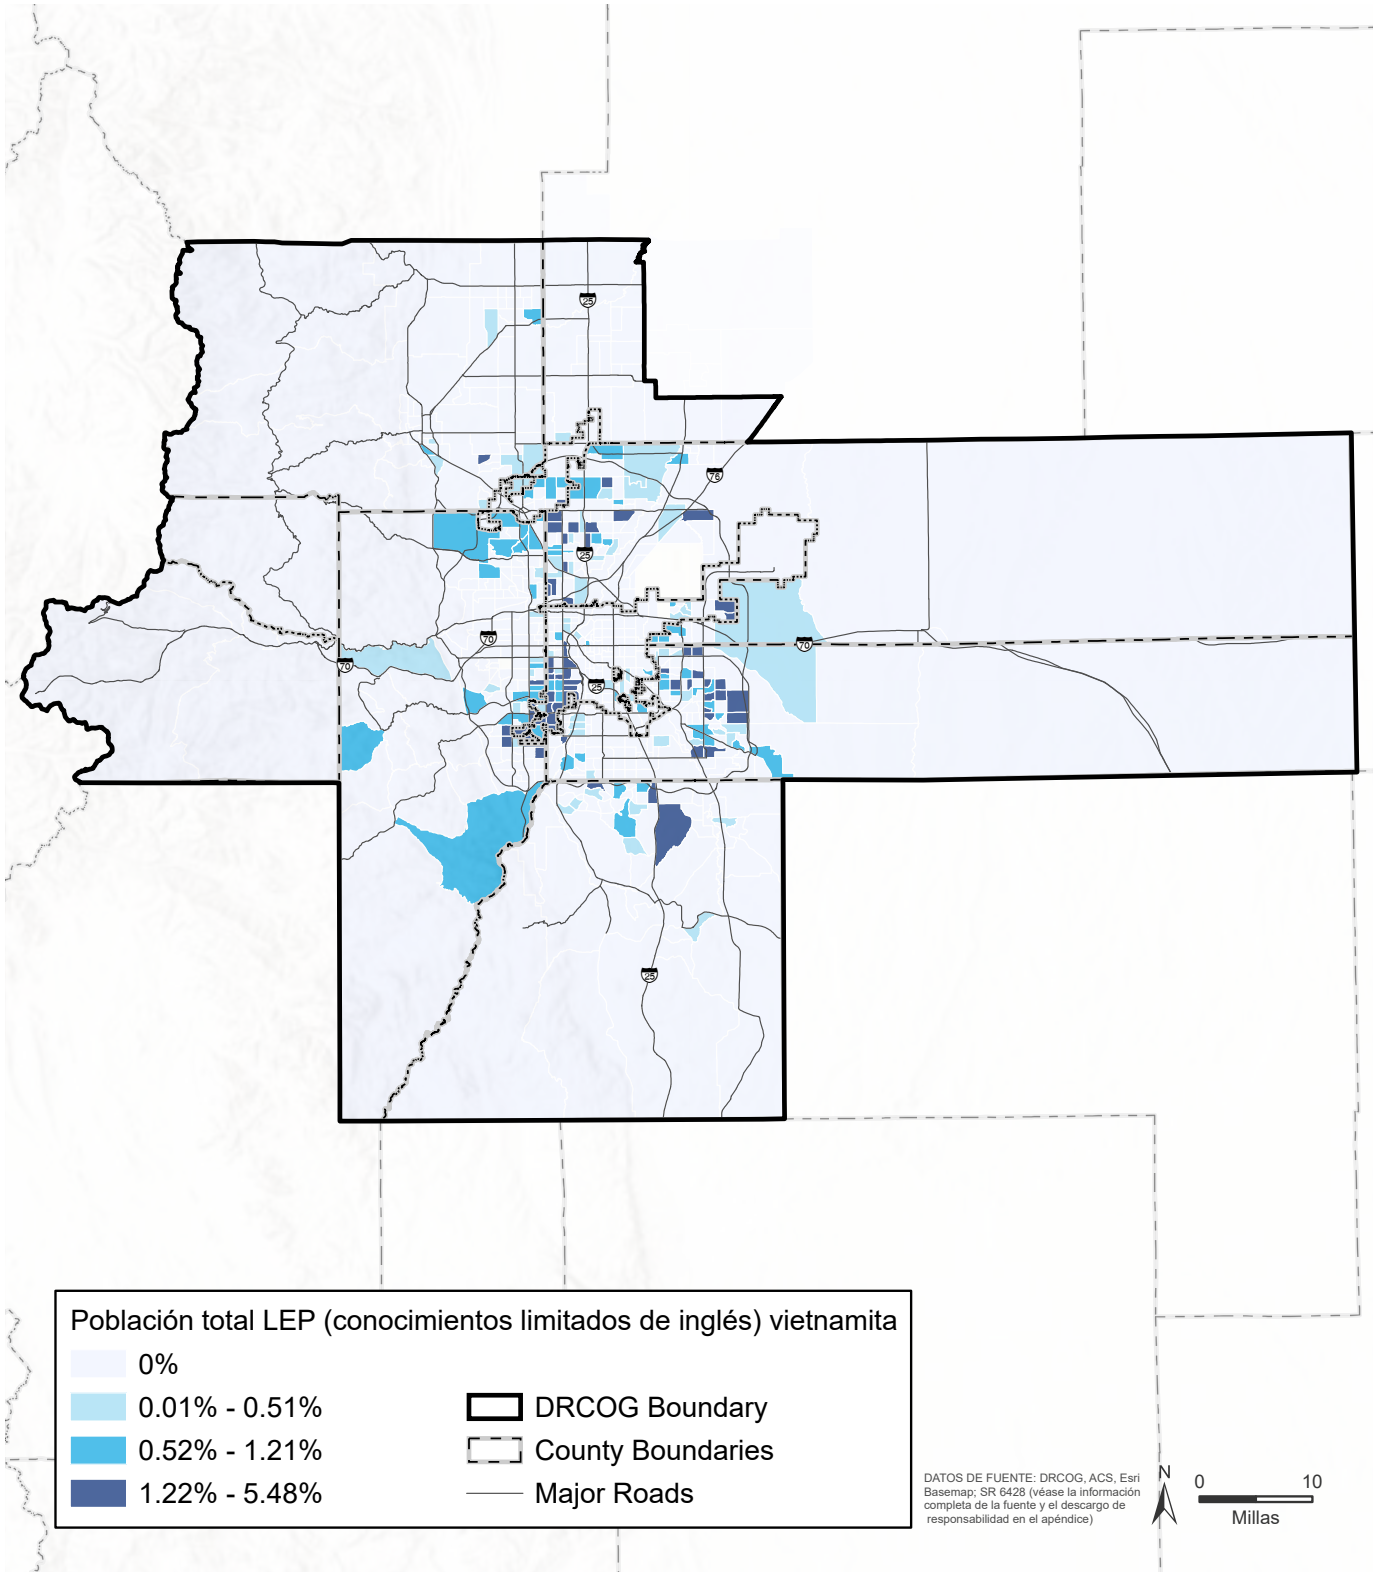 25
76
25
70
70
70
25
25
Población total LEP (conocimientos limitados de inglés) vietnamita
0%
0.01% - 0.51%
0.52% - 1.21%
1.22% - 5.48%
DRCOG Boundary
County Boundaries
Major Roads
DATOS DE FUENTE: DRCOG, ACS, Esri
Basemap; SR 6428 (véase la información
completa de la fuente y el descargo de
responsabilidad en el apéndice)
N
0 10
Millas